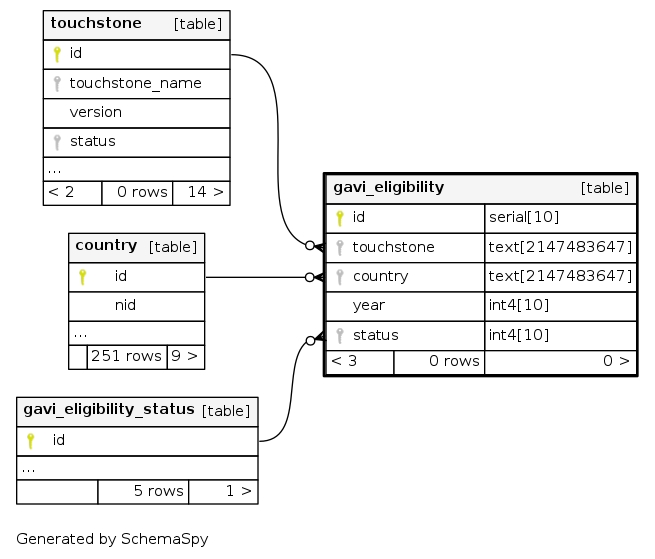 touchstone [table]
id
touchstone_name
version
status
...
< 2 0 rows 14 >
country [table]
id
nid
...
251 rows 9 >
gavi_eligibility_status [table]
id
...
5 rows 1 >
gavi_eligibility [table]
id serial[10]
touchstone text[2147483647]
country text[2147483647]
year int4[10]
status int4[10]
< 3 0 rows 0 >
Generated by SchemaSpy